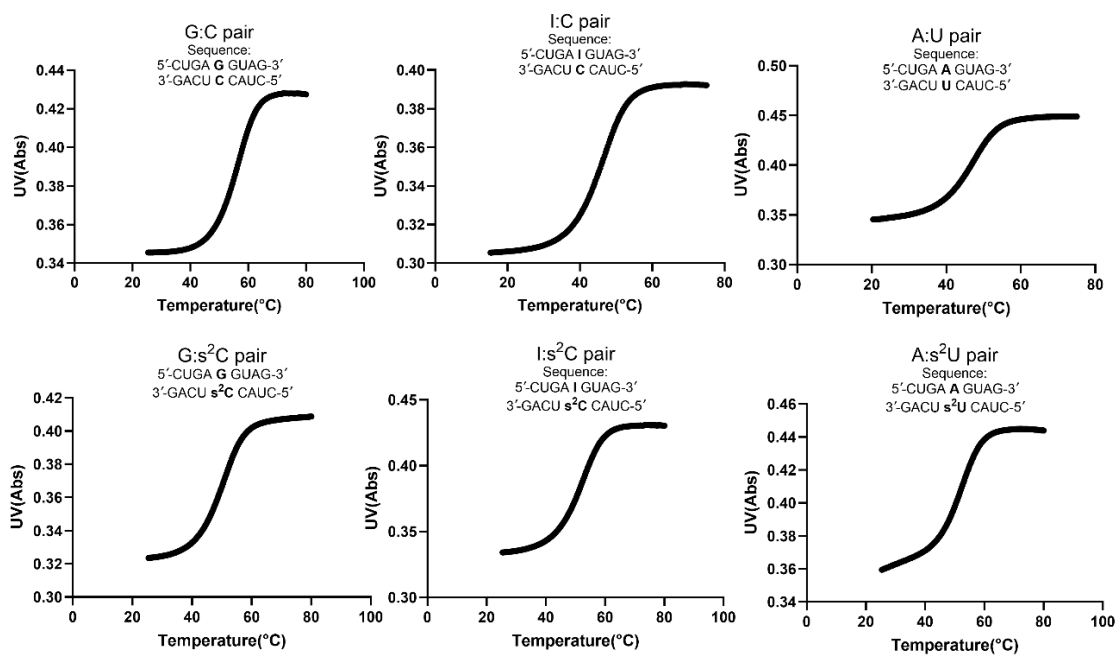 G:C pair
Sequence:
5′-CUGA G GUAG-3′
3′-GACU C CAUC-5′
UV(Abs)
0.44
0.42
0.40
0.38
0.36
0.34
0 20 40 60 80 100
Temperature(°C)
I:C pair
Sequence:
5′-CUGA I GUAG-3′
3′-GACU C CAUC-5′
UV(Abs)
0.40
0.38
0.36
0.34
0.32
0.30
0 20 40 60 80
Temperature(°C)
A:U pair
Sequence:
5′-CUGA A GUAG-3′
3′-GACU U CAUC-5′
UV(Abs)
0.50
0.45
0.40
0.35
0.30
0 20 40 60 80
Temperature(°C)
G:s²C pair
5′-CUGA G GUAG-3′
3′-GACU s²C CAUC-5′
UV(Abs)
0.42
0.40
0.38
0.36
0.34
0.32
0.30
0 20 40 60 80 100
Temperature(°C)
I:s²C pair
Sequence:
5′-CUGA I GUAG-3′
3′-GACU s²C CAUC-5′
UV(Abs)
0.45
0.40
0.35
0.30
0 20 40 60 80 100
Temperature(°C)
A:s²U pair
Sequence:
5′-CUGA A GUAG-3′
3′-GACU s²U CAUC-5′
UV(Abs)
0.46
0.44
0.42
0.40
0.38
0.36
0.34
0 20 40 60 80 100
Temperature(°C)